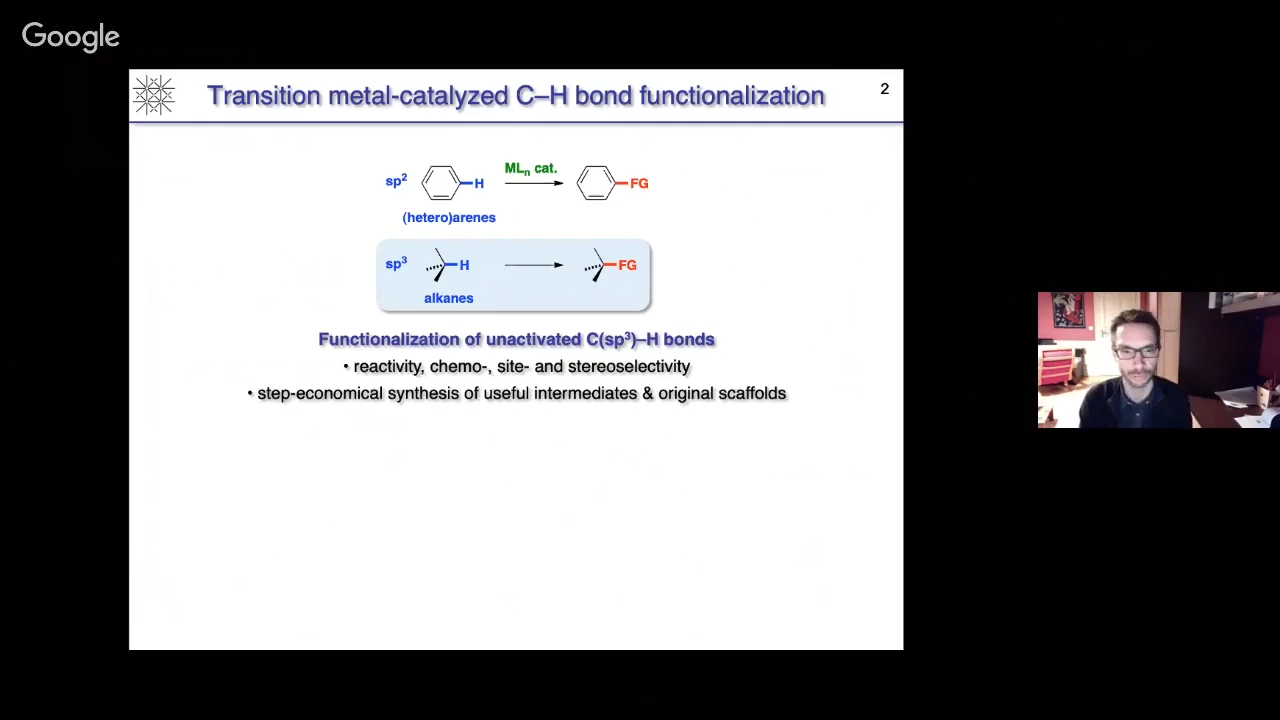 Google
Transition metal-catalyzed C–H bond functionalization
2
sp² H MLₙ cat. FG
(hetero)arenes
sp³ H FG
alkanes
Functionalization of unactivated C(sp³)–H bonds
• reactivity, chemo-, site- and stereoselectivity
• step-economical synthesis of useful intermediates & original scaffolds